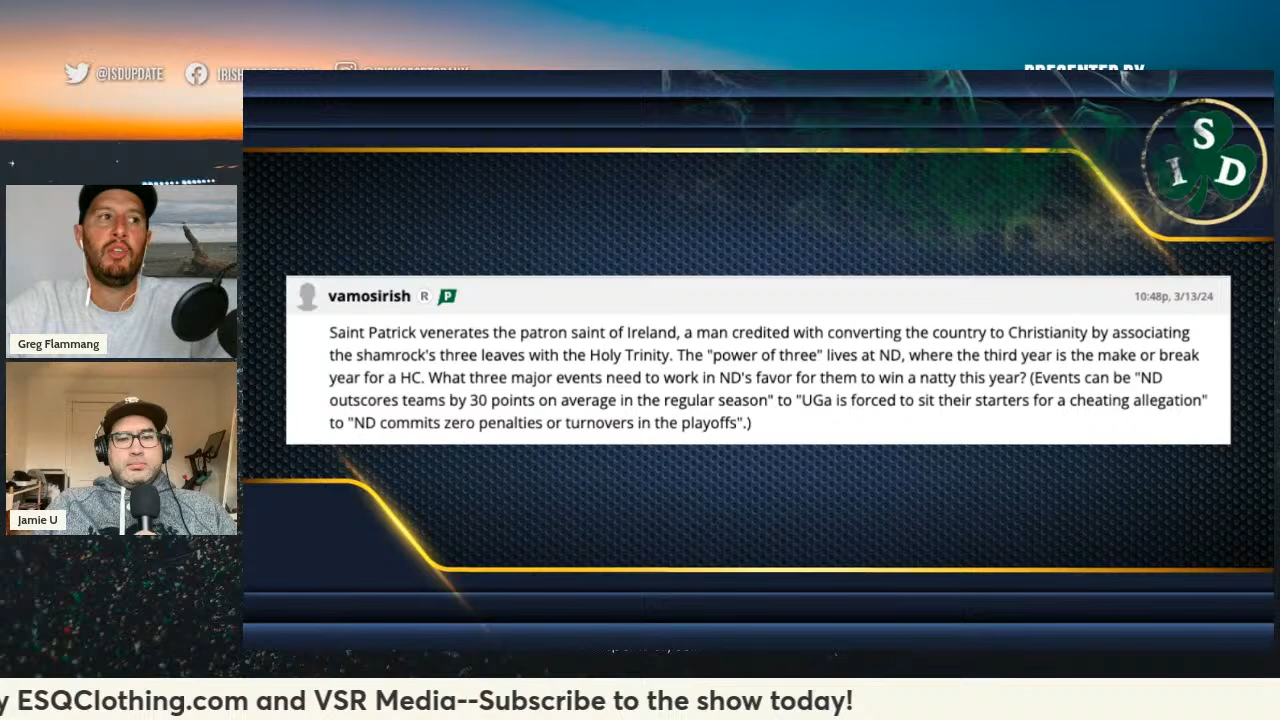 @ISDUPDATE
PRESENTED BY
I S D
Greg Flammang
Jamie U
vamosirish R P
10:48p, 3/13/24
Saint Patrick venerates the patron saint of Ireland, a man credited with converting the country to Christianity by associating
the shamrock's three leaves with the Holy Trinity. The "power of three" lives at ND, where the third year is the make or break
year for a HC. What three major events need to work in ND's favor for them to win a natty this year? (Events can be "ND
outscores teams by 30 points on average in the regular season" to "UGa is forced to sit their starters for a cheating allegation"
to "ND commits zero penalties or turnovers in the playoffs".)
ESQClothing.com and VSR Media--Subscribe to the show today!